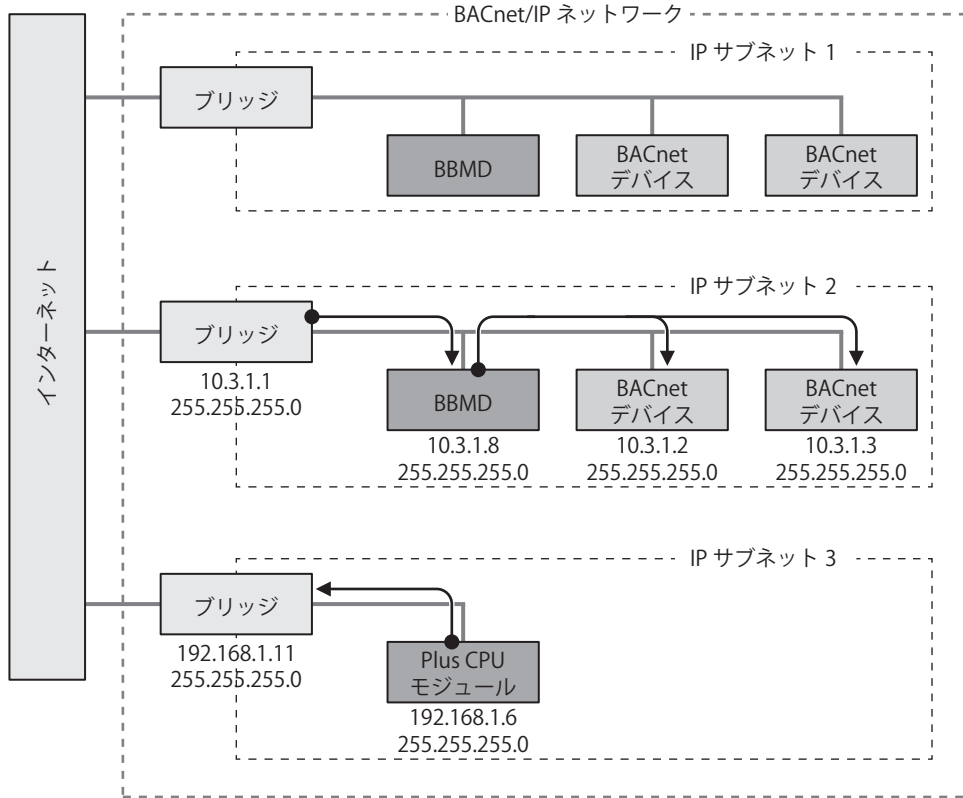 BACnet/IP ネットワーク
インターネット
IP サブネット 1
ブリッジ
BBMD
BACnet
デバイス
BACnet
デバイス
IP サブネット 2
ブリッジ
10.3.1.1
255.255.255.0
BBMD
10.3.1.8
255.255.255.0
BACnet
デバイス
10.3.1.2
255.255.255.0
BACnet
デバイス
10.3.1.3
255.255.255.0
IP サブネット 3
ブリッジ
192.168.1.11
255.255.255.0
Plus CPU
モジュール
192.168.1.6
255.255.255.0